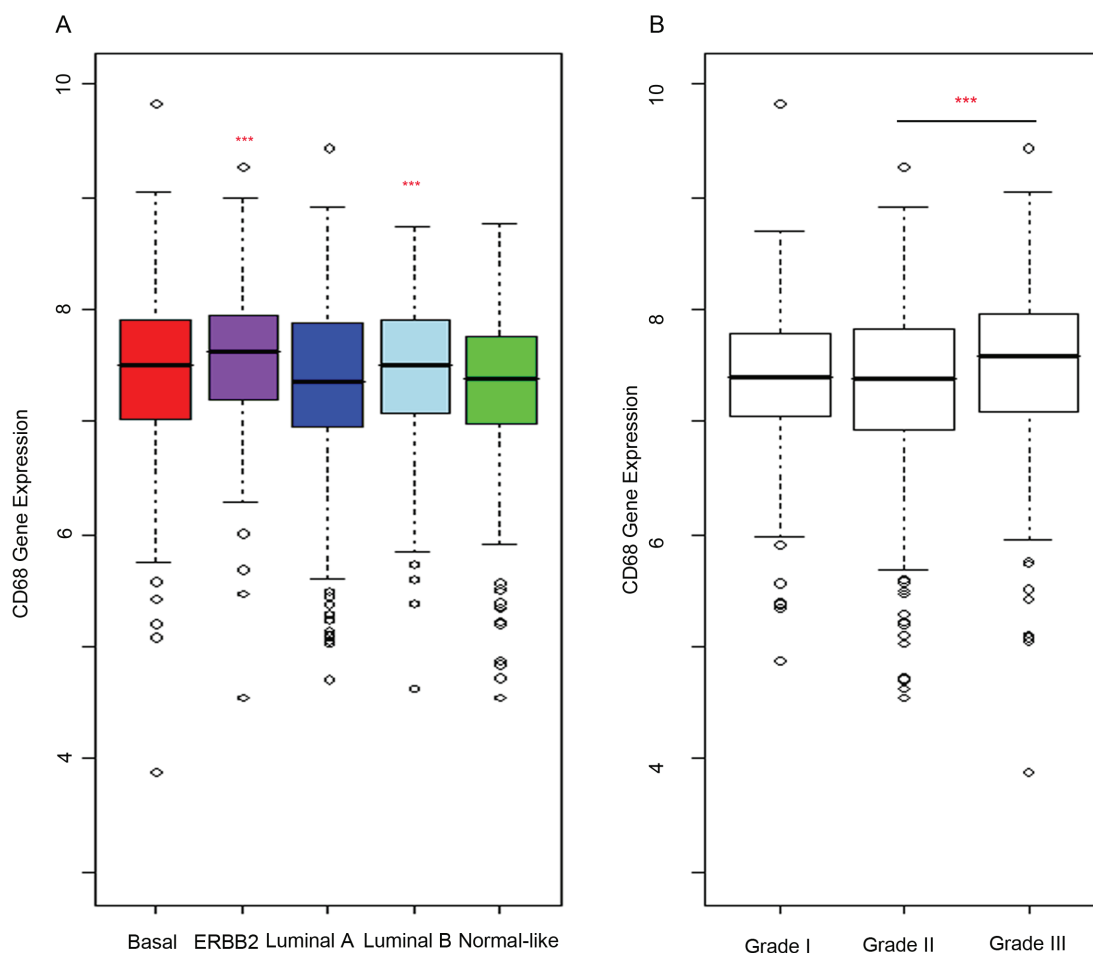 A
CD68 Gene Expression
10
8
6
4
***
***
Basal ERBB2 Luminal A Luminal B Normal-like
B
CD68 Gene Expression
10
8
6
4
***
Grade I Grade II Grade III